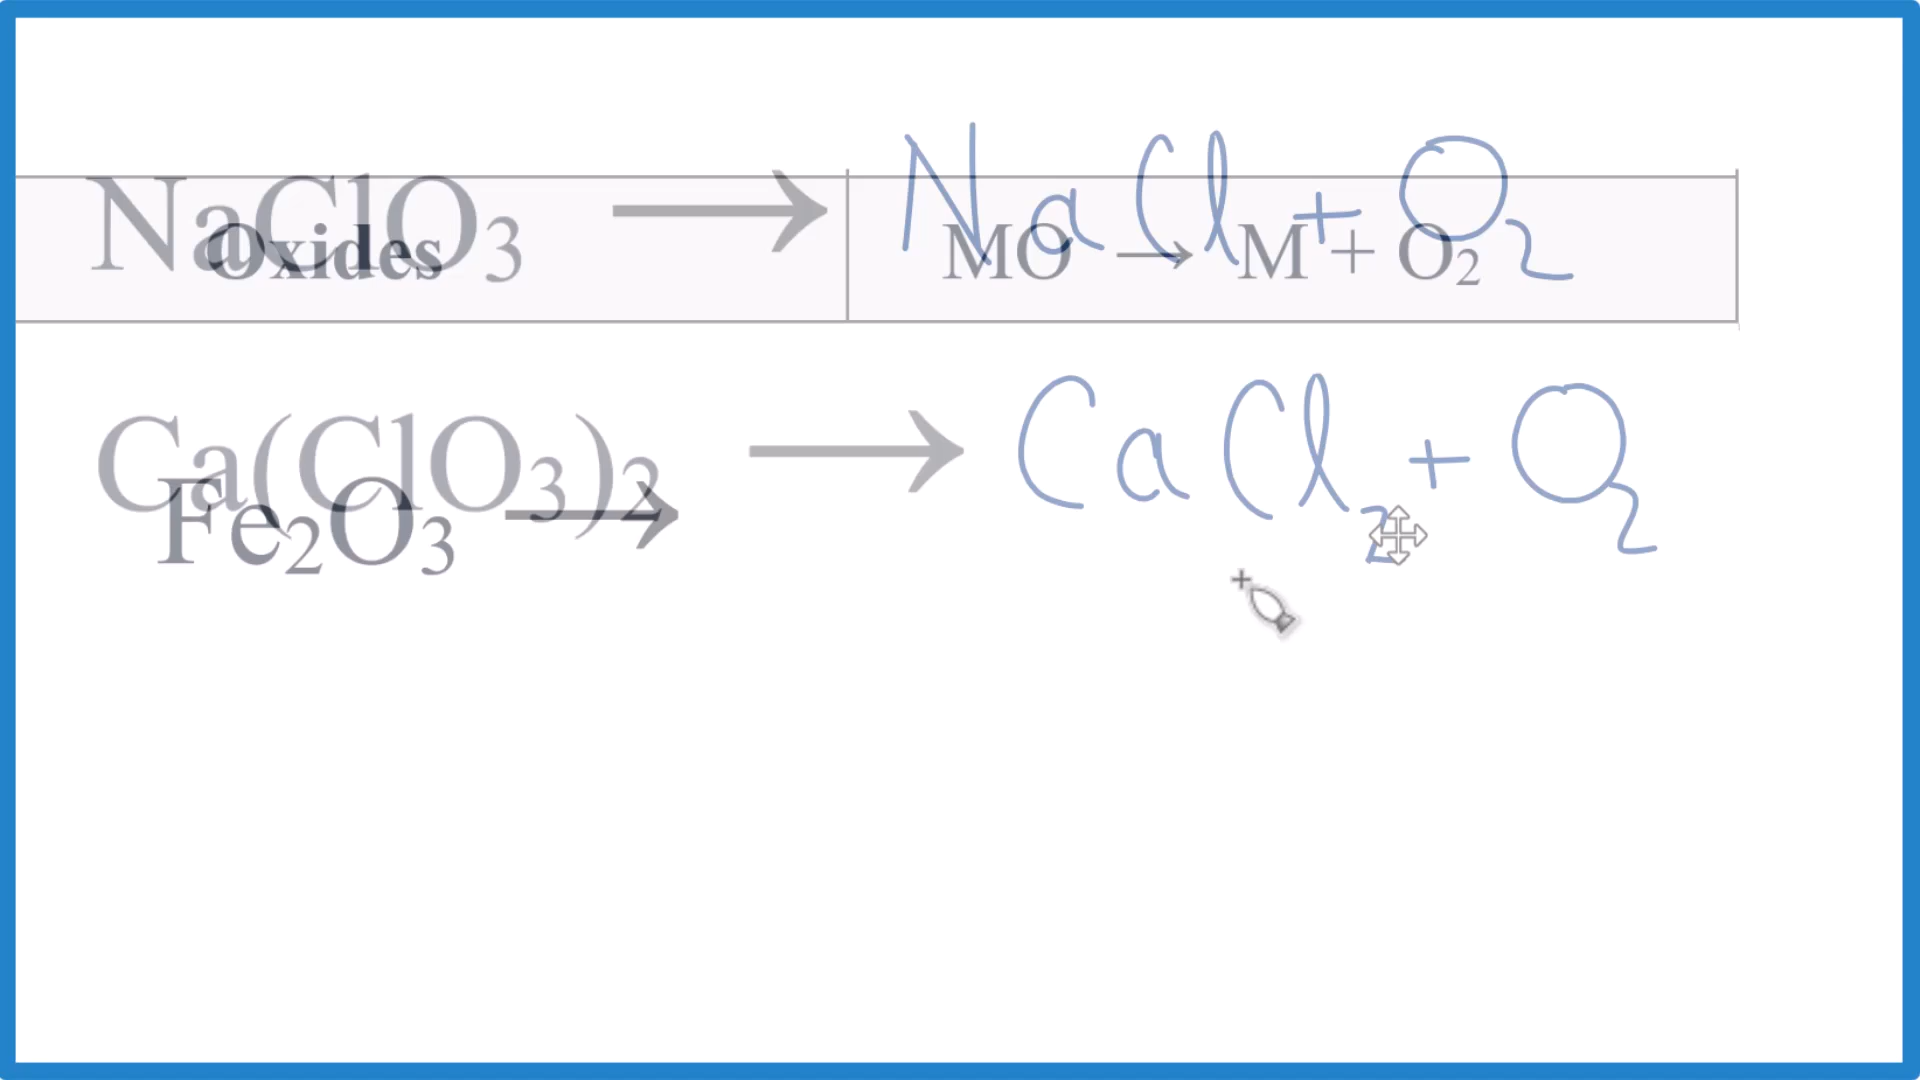 NaClO₃ → NaCl + O₂
Oxides MO → M + O₂
Ca(ClO₃)₂ → CaCl₂ + O₂
Fe₂O₃ →